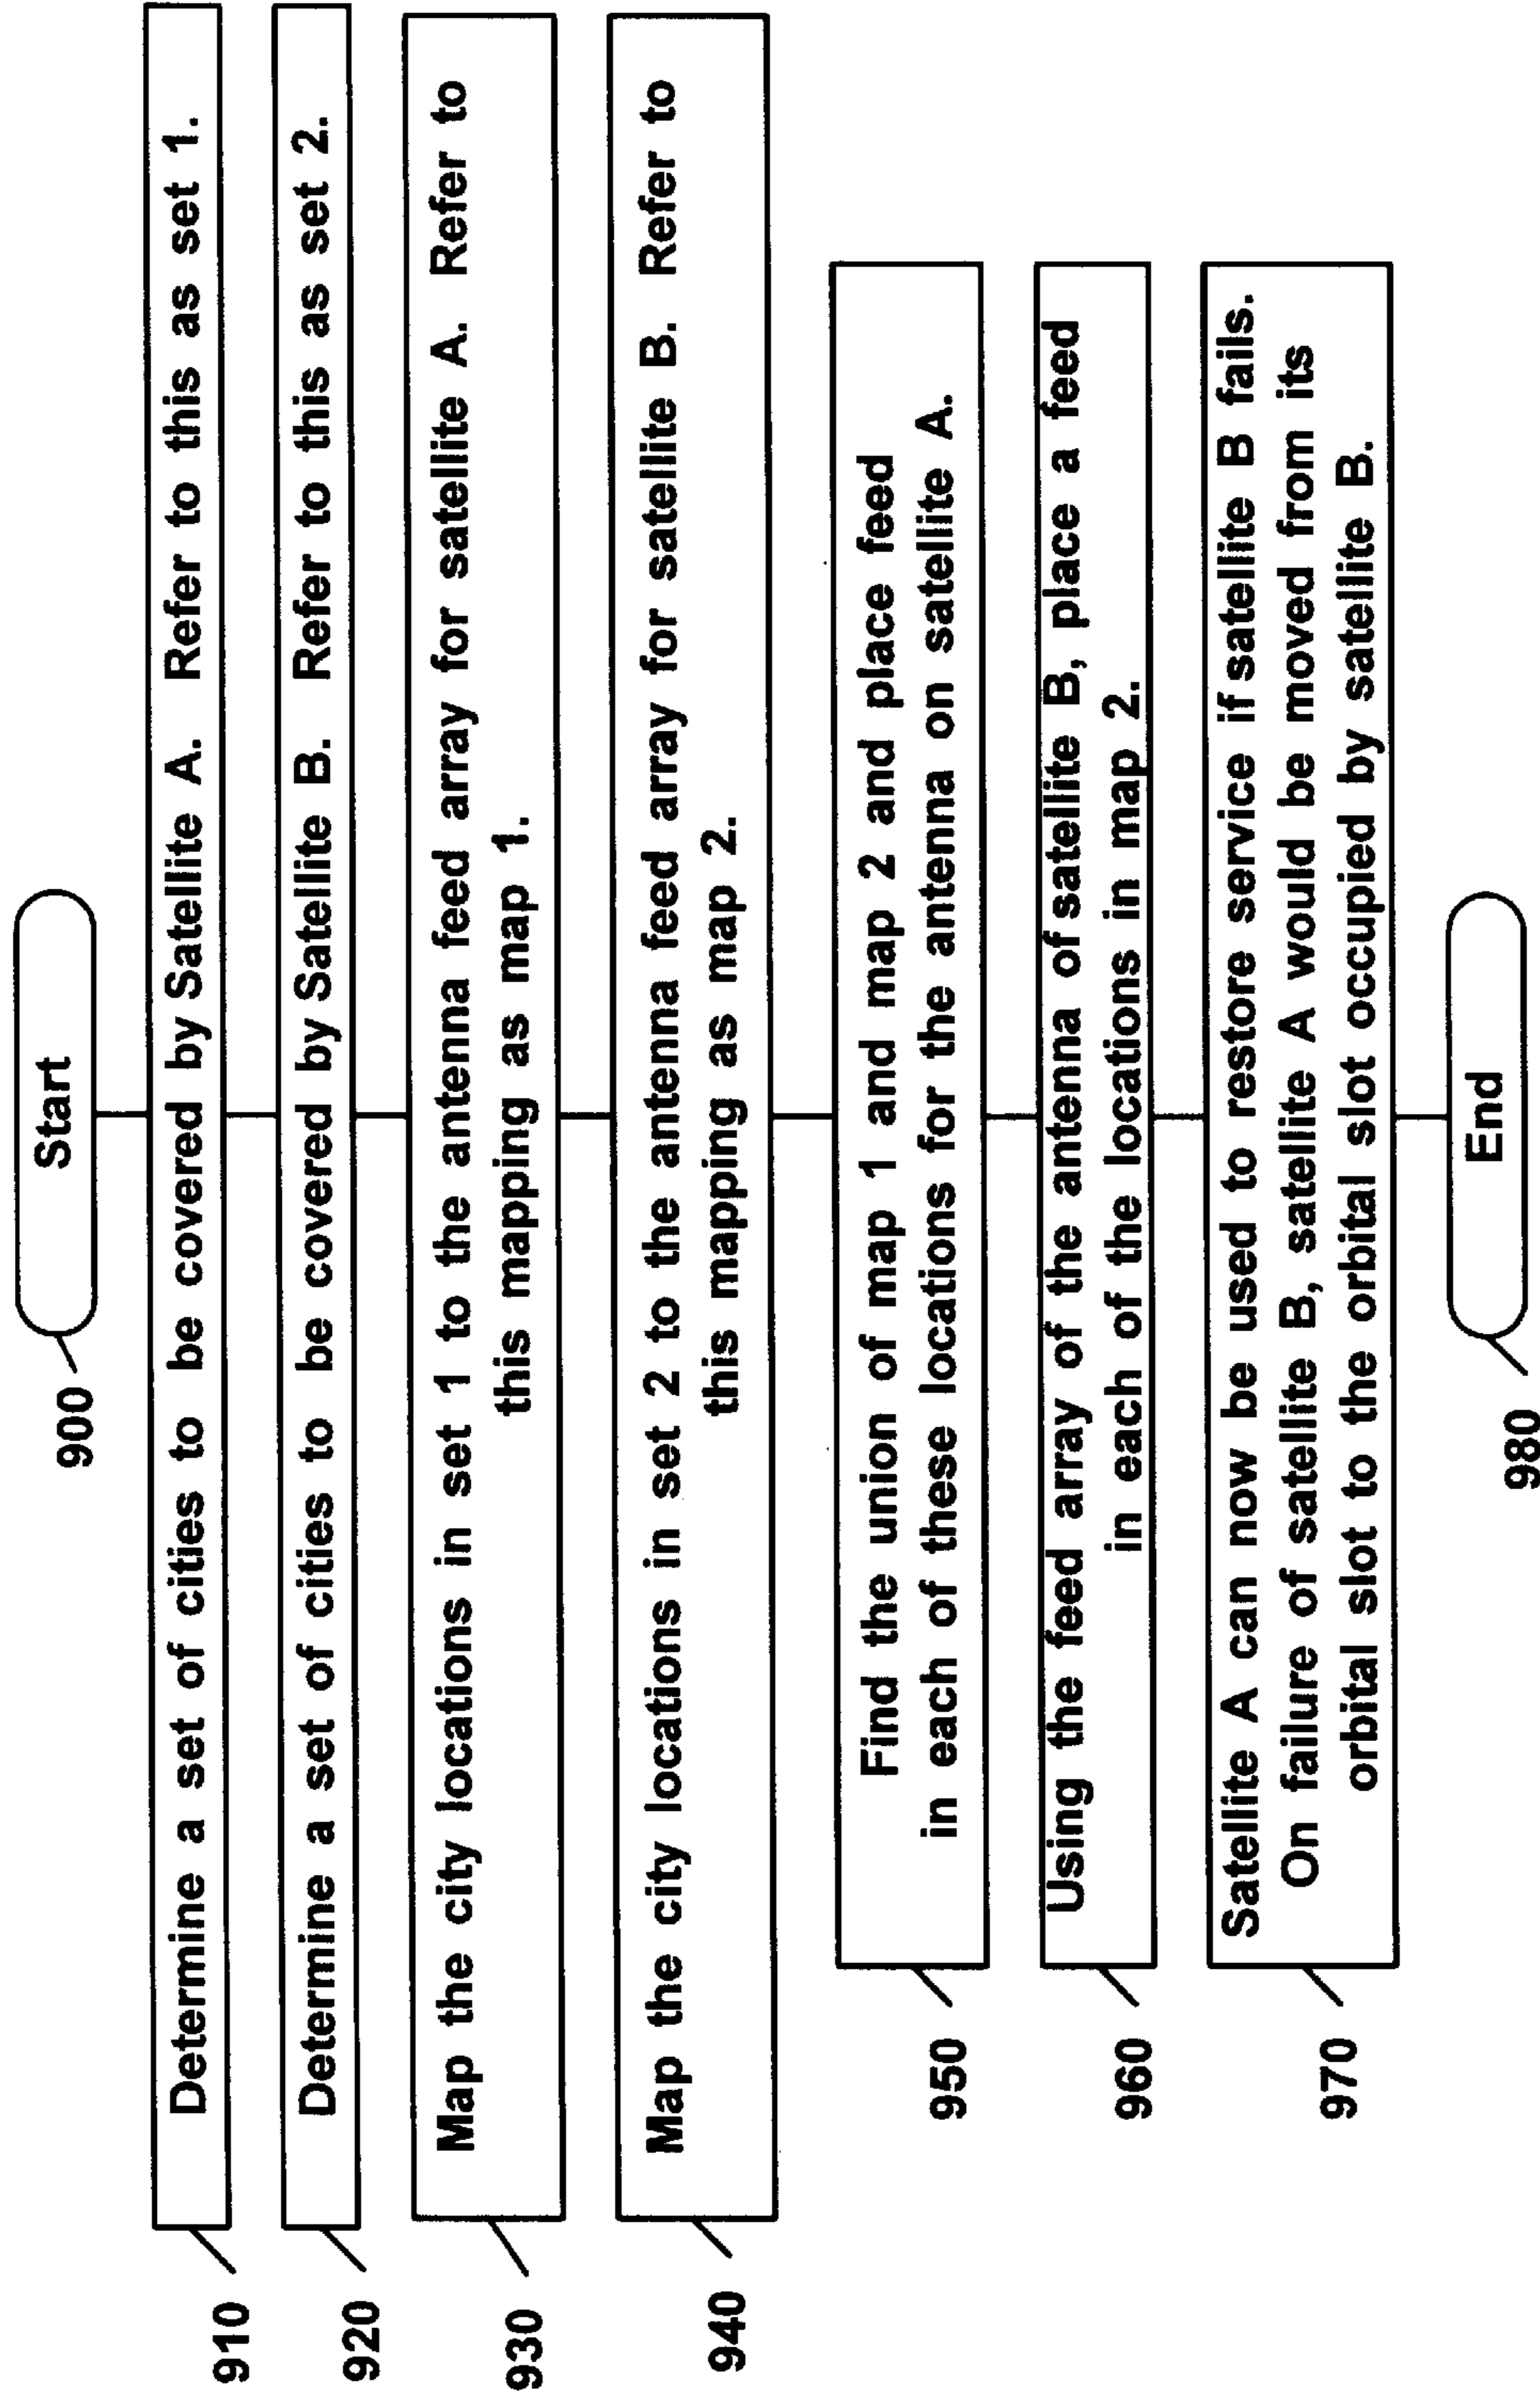 Start
900
Determine a set of cities to be covered by Satellite A. Refer to this as set 1.
910
Determine a set of cities to be covered by Satellite B. Refer to this as set 2.
920
Map the city locations in set 1 to the antenna feed array for satellite A. Refer to
this mapping as map 1.
930
Map the city locations in set 2 to the antenna feed array for satellite B. Refer to
this mapping as map 2.
940
Find the union of map 1 and map 2 and place feed
in each of these locations for the antenna on satellite A.
950
Using the feed array of the antenna of satellite B, place a feed
in each of the locations in map 2.
960
Satellite A can now be used to restore service if satellite B fails.
On failure of satellite B, satellite A would be moved from its
orbital slot to the orbital slot occupied by satellite B.
970
End
980